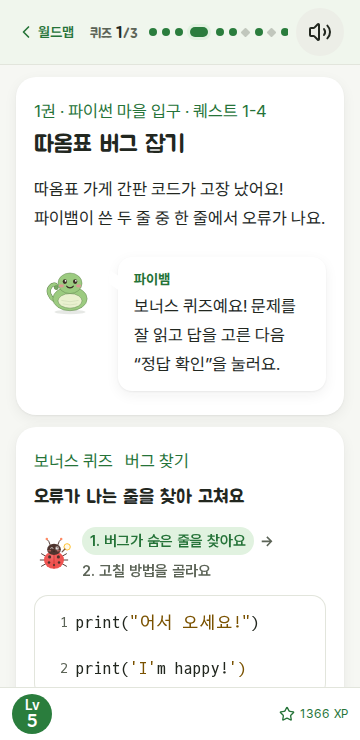 월드맵 퀴즈 1/3
1권 · 파이썬 마을 입구 · 퀘스트 1-4
따옴표 버그 잡기
따옴표 가게 간판 코드가 고장 났어요!
파이뱀이 쓴 두 줄 중 한 줄에서 오류가 나요.
파이뱀
보너스 퀴즈예요! 문제를
잘 읽고 답을 고른 다음
“정답 확인”을 눌러요.
보너스 퀴즈 버그 찾기
오류가 나는 줄을 찾아 고쳐요
1. 버그가 숨은 줄을 찾아요 →
2. 고칠 방법을 골라요
1 print("어서 오세요!")
2 print('I'm happy!')
Lv
5
1366 XP